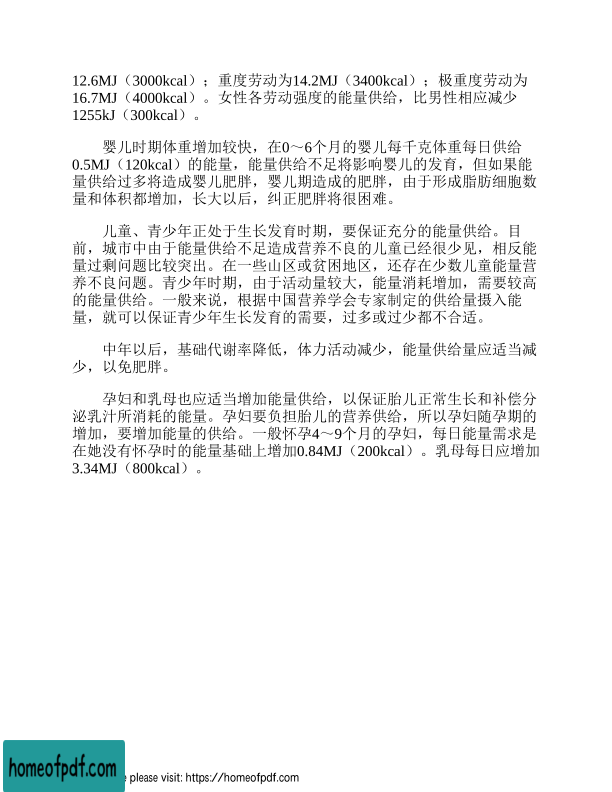 12.6MJ（3000kcal）；重度劳动为14.2MJ（3400kcal）；极重度劳动为
16.7MJ（4000kcal）。女性各劳动强度的能量供给，比男性相应减少
1255kJ（300kcal）。
婴儿时期体重增加较快，在0～6个月的婴儿每千克体重每日供给
0.5MJ（120kcal）的能量，能量供给不足将影响婴儿的发育，但如果能
量供给过多将造成婴儿肥胖，婴儿期造成的肥胖，由于形成脂肪细胞数
量和体积都增加，长大以后，纠正肥胖将很困难。
儿童、青少年正处于生长发育时期，要保证充分的能量供给。目
前，城市中由于能量供给不足造成营养不良的儿童已经很少见，相反能
量过剩问题比较突出。在一些山区或贫困地区，还存在少数儿童能量营
养不良问题。青少年时期，由于活动量较大，能量消耗增加，需要较高
的能量供给。一般来说，根据中国营养学会专家制定的供给量摄入能
量，就可以保证青少年生长发育的需要，过多或过少都不合适。
中年以后，基础代谢率降低，体力活动减少，能量供给量应适当减
少，以免肥胖。
孕妇和乳母也应适当增加能量供给，以保证胎儿正常生长和补偿分
泌乳汁所消耗的能量。孕妇要负担胎儿的营养供给，所以孕妇随孕期的
增加，要增加能量的供给。一般怀孕4～9个月的孕妇，每日能量需求是
在她没有怀孕时的能量基础上增加0.84MJ（200kcal）。乳母每日应增加
3.34MJ（800kcal）。
homeofpdf.com
e please visit: https://homeofpdf.com